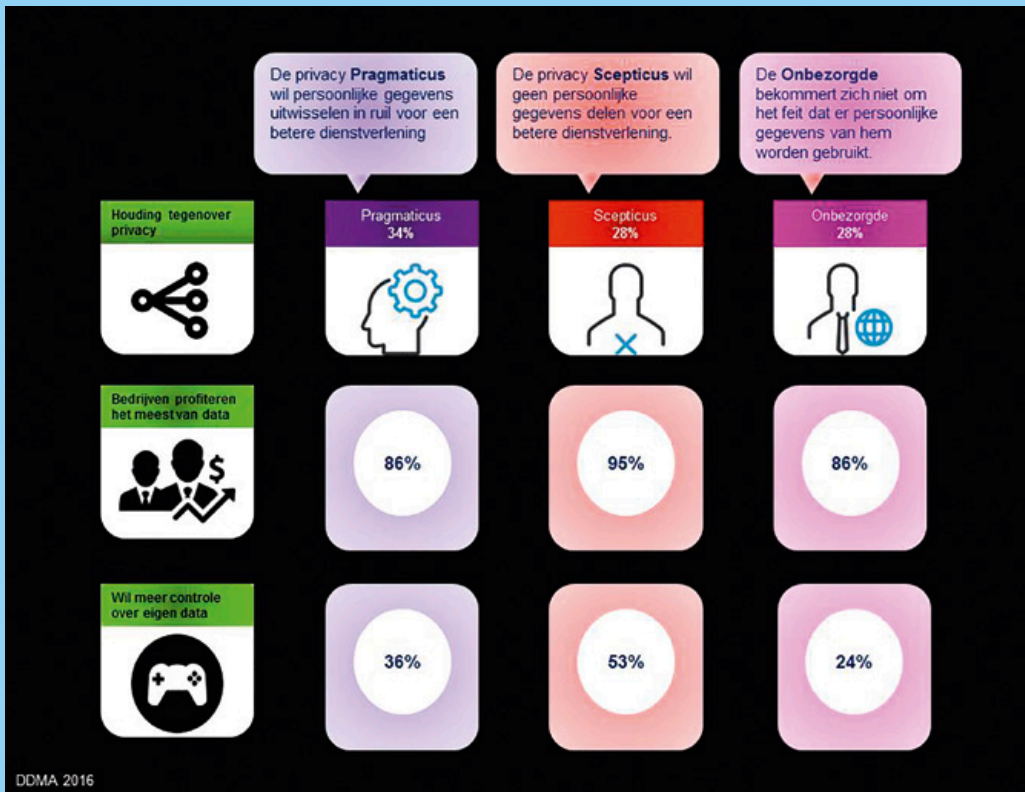 De privacy Pragmaticus
wil persoonlijke gegevens
uitwisselen in ruil voor een
betere dienstverlening
De privacy Scepticus wil
geen persoonlijke
gegevens delen voor een
betere dienstverlening.
De Onbezorgde
bekommert zich niet om
het feit dat er persoonlijke
gegevens van hem
worden gebruikt.
Houding tegenover
privacy
Pragmaticus
34%
Scepticus
28%
Onbezorgde
28%
Bedrijven profiteren
het meest van data
$
86%
95%
86%
Wil meer controle
over eigen data
36%
53%
24%
DDMA 2016